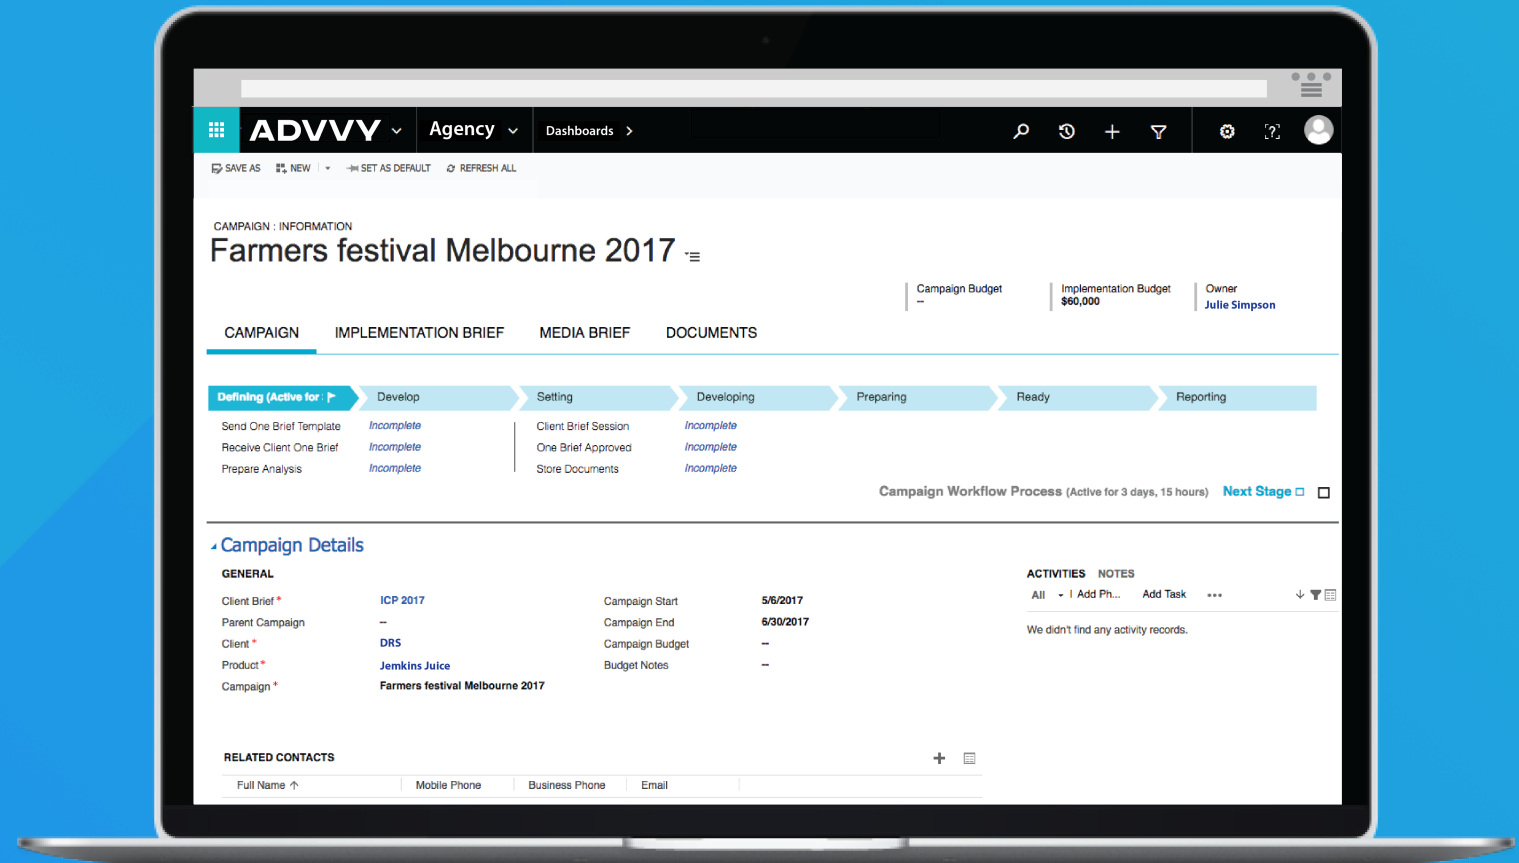 ADVVY Agency Dashboards
SAVE AS NEW SET AS DEFAULT REFRESH ALL
CAMPAIGN : INFORMATION
Farmers festival Melbourne 2017
Campaign Budget Implementation Budget Owner
-- $60,000 Julie Simpson
CAMPAIGN IMPLEMENTATION BRIEF MEDIA BRIEF DOCUMENTS
Defining (Active for Develop Setting Developing Preparing Ready Reporting
Send One Brief Template Incomplete Client Brief Session Incomplete
Receive Client One Brief Incomplete One Brief Approved Incomplete
Prepare Analysis Incomplete Store Documents Incomplete
Campaign Workflow Process (Active for 3 days, 15 hours) Next Stage
Campaign Details
GENERAL ACTIVITIES NOTES
All Add Ph... Add Task ...
Client Brief * ICP 2017 Campaign Start 5/6/2017
Parent Campaign -- Campaign End 6/30/2017
We didn't find any activity records.
Client * DRS Campaign Budget --
Product * Jemkins Juice Budget Notes --
Campaign * Farmers festival Melbourne 2017
RELATED CONTACTS
Full Name Mobile Phone Business Phone Email